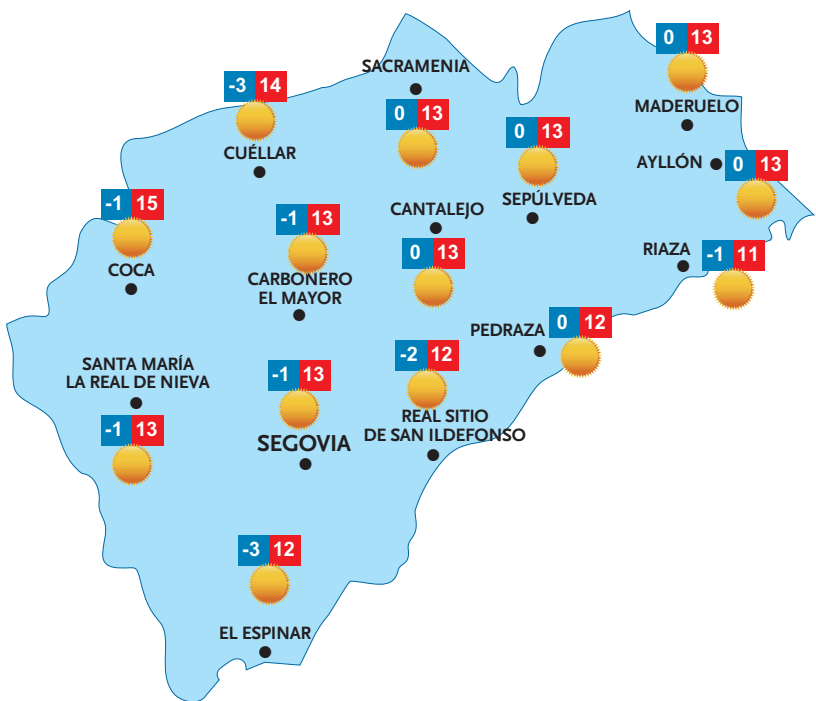 0 13
MADERUELO
SACRAMENIA
0 13
-3 14
CUÉLLAR
0 13
SEPÚLVEDA
AYLLÓN
0 13
-1 15
COCA
-1 13
CARBONERO
EL MAYOR
CANTALEJO
0 13
RIAZA
-1 11
PEDRAZA
0 12
SANTA MARÍA
LA REAL DE NIEVA
-1 13
-1 13
SEGOVIA
-2 12
REAL SITIO
DE SAN ILDEFONSO
-3 12
EL ESPINAR